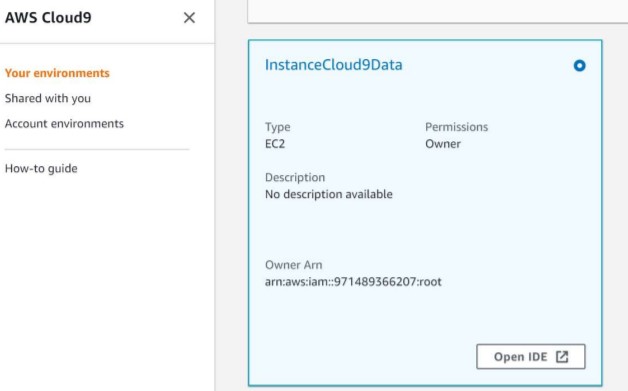 AWS Cloud9
Your environments
Shared with you
Account environments
How-to guide
InstanceCloud9Data
Type
EC2
Permissions
Owner
Description
No description available
Owner Arn
arn:aws:iam::971489366207:root
Open IDE